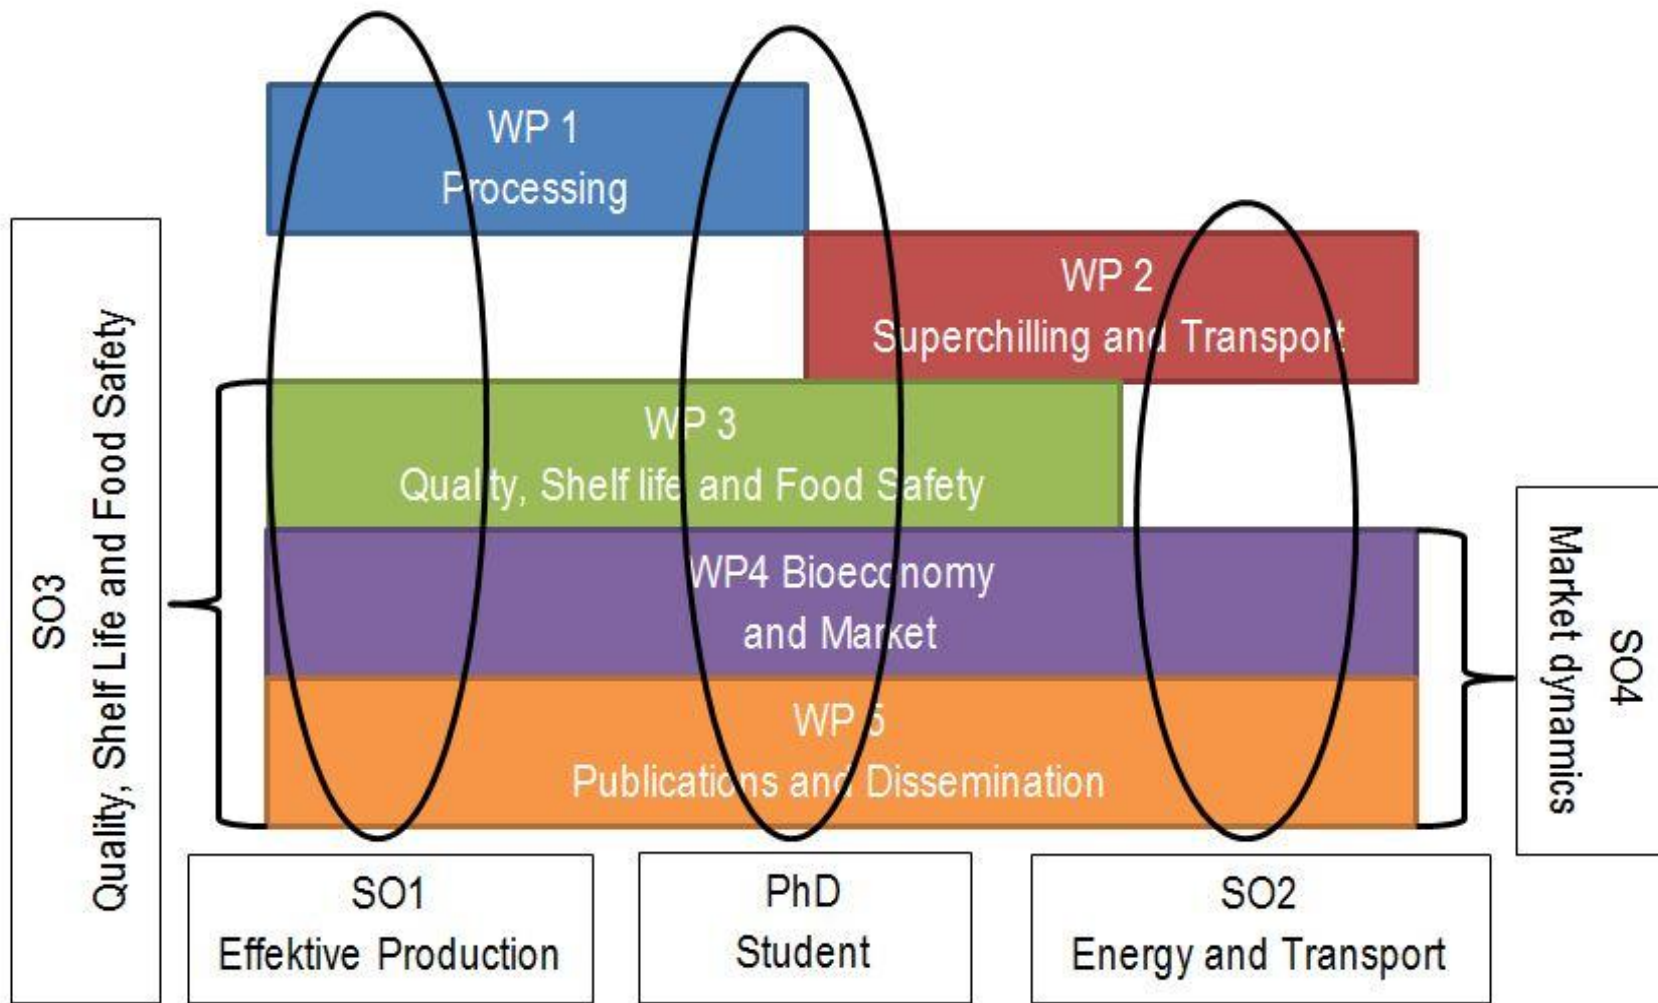 WP 1
Processing
WP 2
Superchilling and Transport
WP 3
Quality, Shelf life and Food Safety
WP4 Bioeconomy
and Market
WP 5
Publications and Dissemination
SO3
Quality, Shelf Life and Food Safety
SO4
Market dynamics
SO1
Effektive Production
PhD
Student
SO2
Energy and Transport